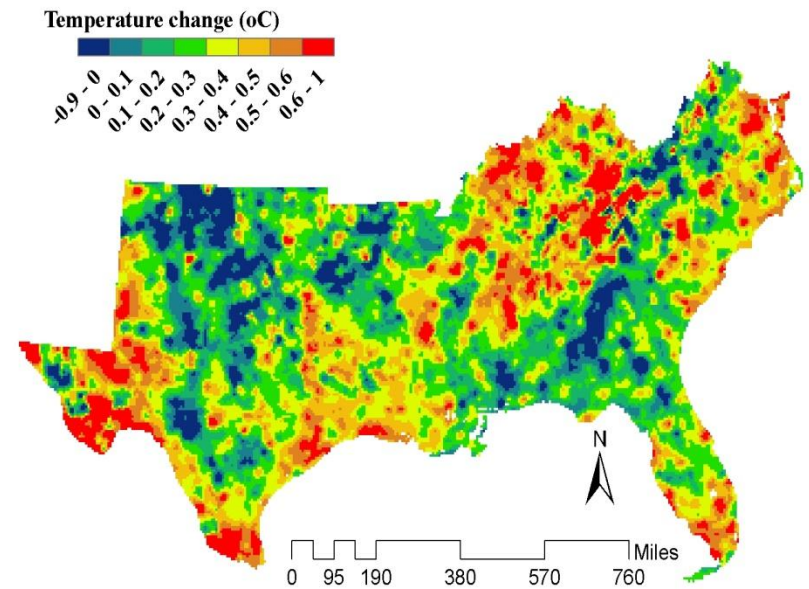 Temperature change (oC)
-0.9 - 0
0 - 0.1
0.1 - 0.2
0.2 - 0.3
0.3 - 0.4
0.4 - 0.5
0.5 - 0.6
0.6 - 1
N
Miles
0 95 190 380 570 760